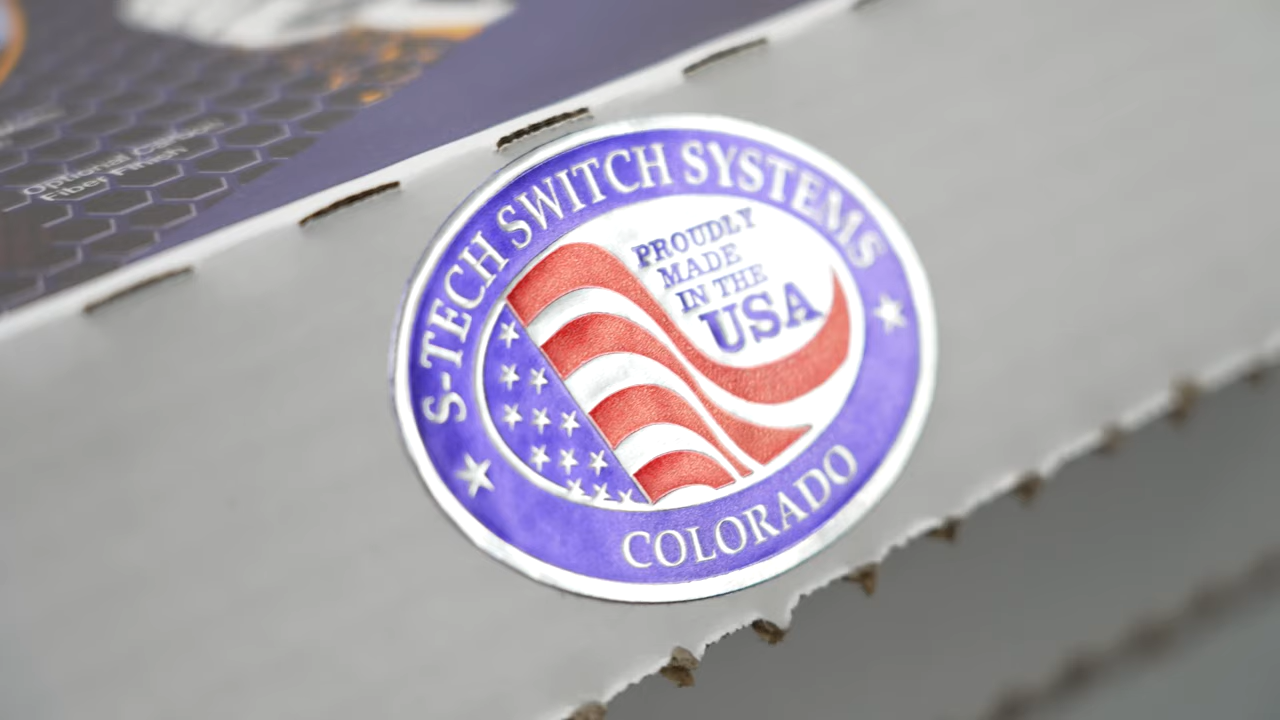 S-TECH SWITCH SYSTEMS
PROUDLY
MADE
IN THE
USA
COLORADO
Optional Carbon
Fiber Finish